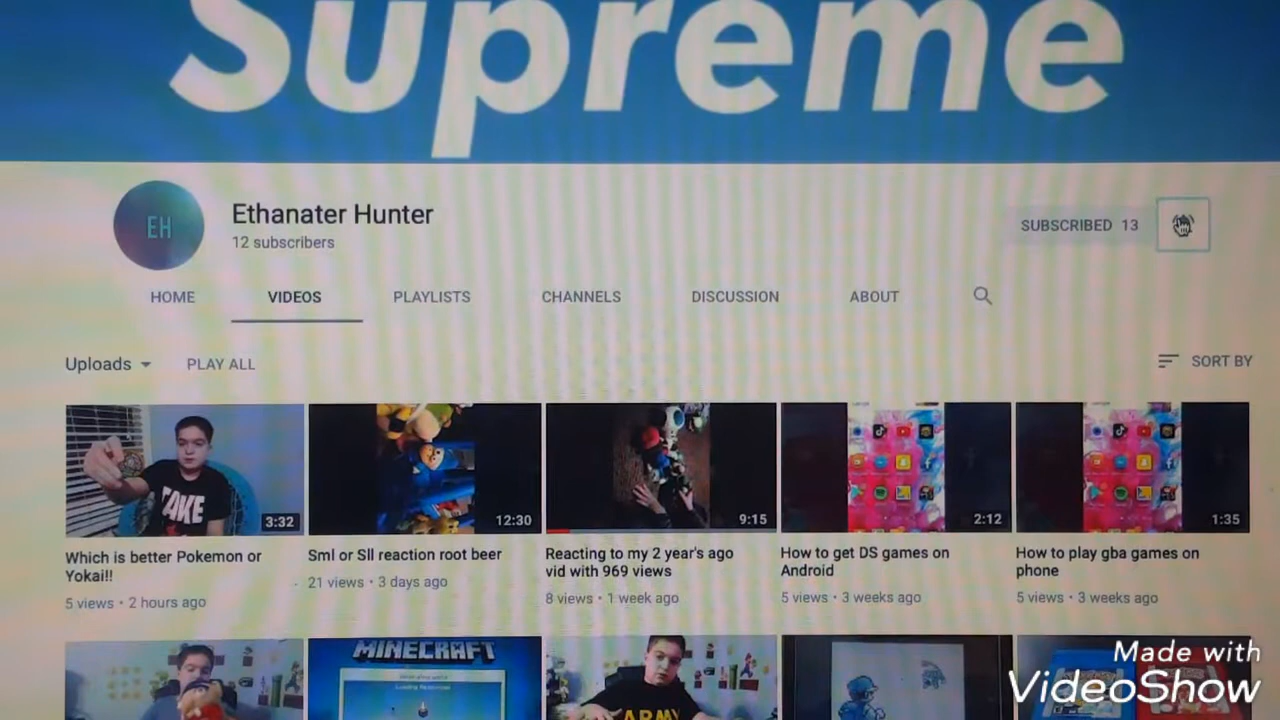 Supreme
EH
Ethanater Hunter
12 subscribers
SUBSCRIBED 13
HOME
VIDEOS
PLAYLISTS
CHANNELS
DISCUSSION
ABOUT
Uploads
PLAY ALL
SORT BY
3:32
12:30
9:15
2:12
1:35
Which is better Pokemon or
Yokai!!
5 views • 2 hours ago
Sml or Sll reaction root beer
21 views • 3 days ago
Reacting to my 2 year's ago
vid with 969 views
8 views • 1 week ago
How to get DS games on
Android
5 views • 3 weeks ago
How to play gba games on
phone
5 views • 3 weeks ago
MINECRAFT
ARMY
Made with
VideoShow